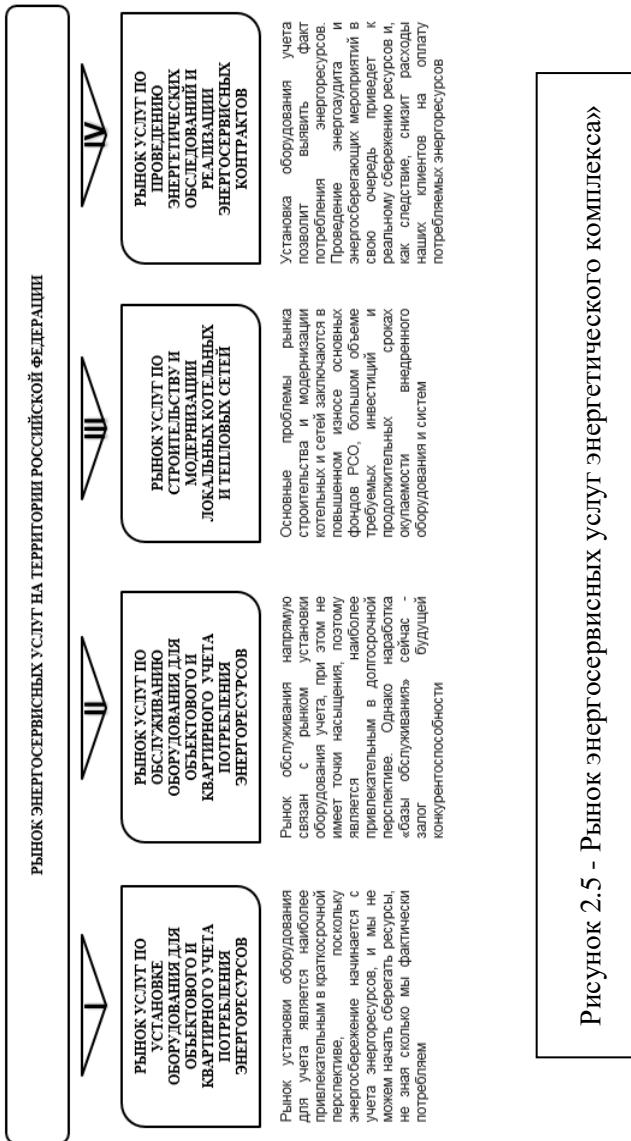 РЫНОК ЭНЕРГОСЕРВИСНЫХ УСЛУГ НА ТЕРРИТОРИИ РОССИЙСКОЙ ФЕДЕРАЦИИ
I
РЫНОК УСЛУГ ПО
УСТАНОВКЕ
ОБОРУДОВАНИЯ ДЛЯ
ОБЪЕКТОВОГО И
КВАРТИРНОГО УЧЕТА
ПОТРЕБЛЕНИЯ
ЭНЕРГОРЕСУРСОВ
Рынок установки оборудования
для учета является наиболее
привлекательным в краткосрочной
перспективе, поскольку
энергосбережение начинается с
учета энергоресурсов, и мы не
можем начать сберегать ресурсы,
не зная сколько мы фактически
потребляем
II
РЫНОК УСЛУГ ПО
ОБСЛУЖИВАНИЮ
ОБОРУДОВАНИЯ ДЛЯ
ОБЪЕКТОВОГО И
КВАРТИРНОГО УЧЕТА
ПОТРЕБЛЕНИЯ
ЭНЕРГОРЕСУРСОВ
Рынок обслуживания напрямую
связан с рынком установки
оборудования учета, при этом не
имеет точки насыщения, поэтому
является наиболее
привлекательным в долгосрочной
перспективе. Однако наработка
«базы обслуживания» сейчас -
залог будущей
конкурентоспособности
III
РЫНОК УСЛУГ ПО
СТРОИТЕЛЬСТВУ И
МОДЕРНИЗАЦИИ
ЛОКАЛЬНЫХ КОТЕЛЬНЫХ
И ТЕПЛОВЫХ СЕТЕЙ
Основные проблемы рынка
строительства и модернизации
котельных и сетей заключаются в
повышенном износе основных
фондов РСО, большом объеме
требуемых инвестиций и
продолжительных сроках
окупаемости внедренного
оборудования и систем
IV
РЫНОК УСЛУГ ПО
ПРОВЕДЕНИЮ
ЭНЕРГЕТИЧЕСКИХ
ОБСЛЕДОВАНИЙ И
РЕАЛИЗАЦИИ
ЭНЕРГОСЕРВИСНЫХ
КОНТРАКТОВ
Установка оборудования учета
позволит выявить факт
потребления энергоресурсов.
Проведение энергоаудита и
энергосберегающих мероприятий в
свою очередь приведет к
реальному сбережению ресурсов и,
как следствие, снизит расходы
наших клиентов на оплату
потребляемых энергоресурсов
Рисунок 2.5 - Рынок энергосервисных услуг энергетического комплекса»